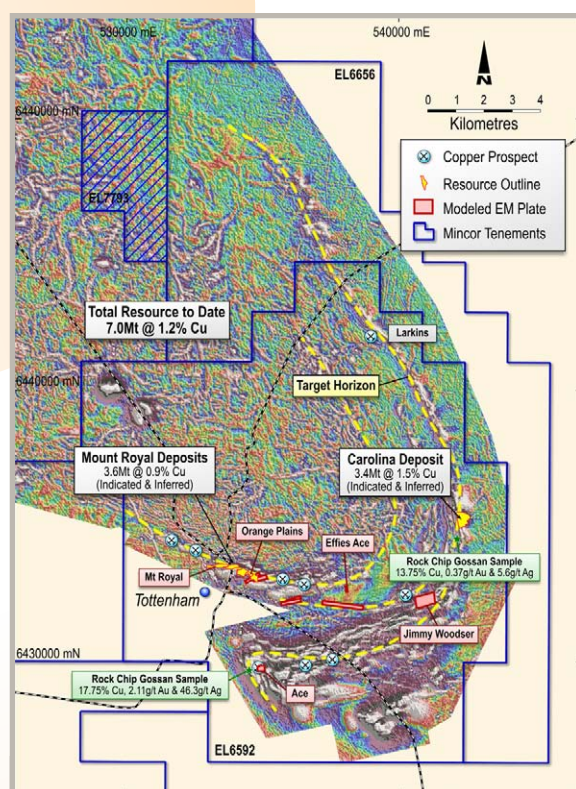 530000 mE
540000 mE
EL6656
N
6440000 mN
0 1 2 3 4
Kilometres
Copper Prospect
Resource Outline
Modeled EM Plate
Mincor Tenements
EL7793
Total Resource to Date
7.0Mt @ 1.2% Cu
Larkins
Target Horizon
6440000 mN
Mount Royal Deposits
3.6Mt @ 0.9% Cu
(Indicated & Inferred)
Carolina Deposit
3.4Mt @ 1.5% Cu
(Indicated & Inferred)
Orange Plains
Effies Ace
Rock Chip Gossan Sample
13.75% Cu, 0.37g/t Au & 5.6g/t Ag
Mt Royal
Tottenham
Jimmy Woodser
6430000 mN
Rock Chip Gossan Sample
17.75% Cu, 2.11g/t Au & 46.3g/t Ag
Ace
EL6592